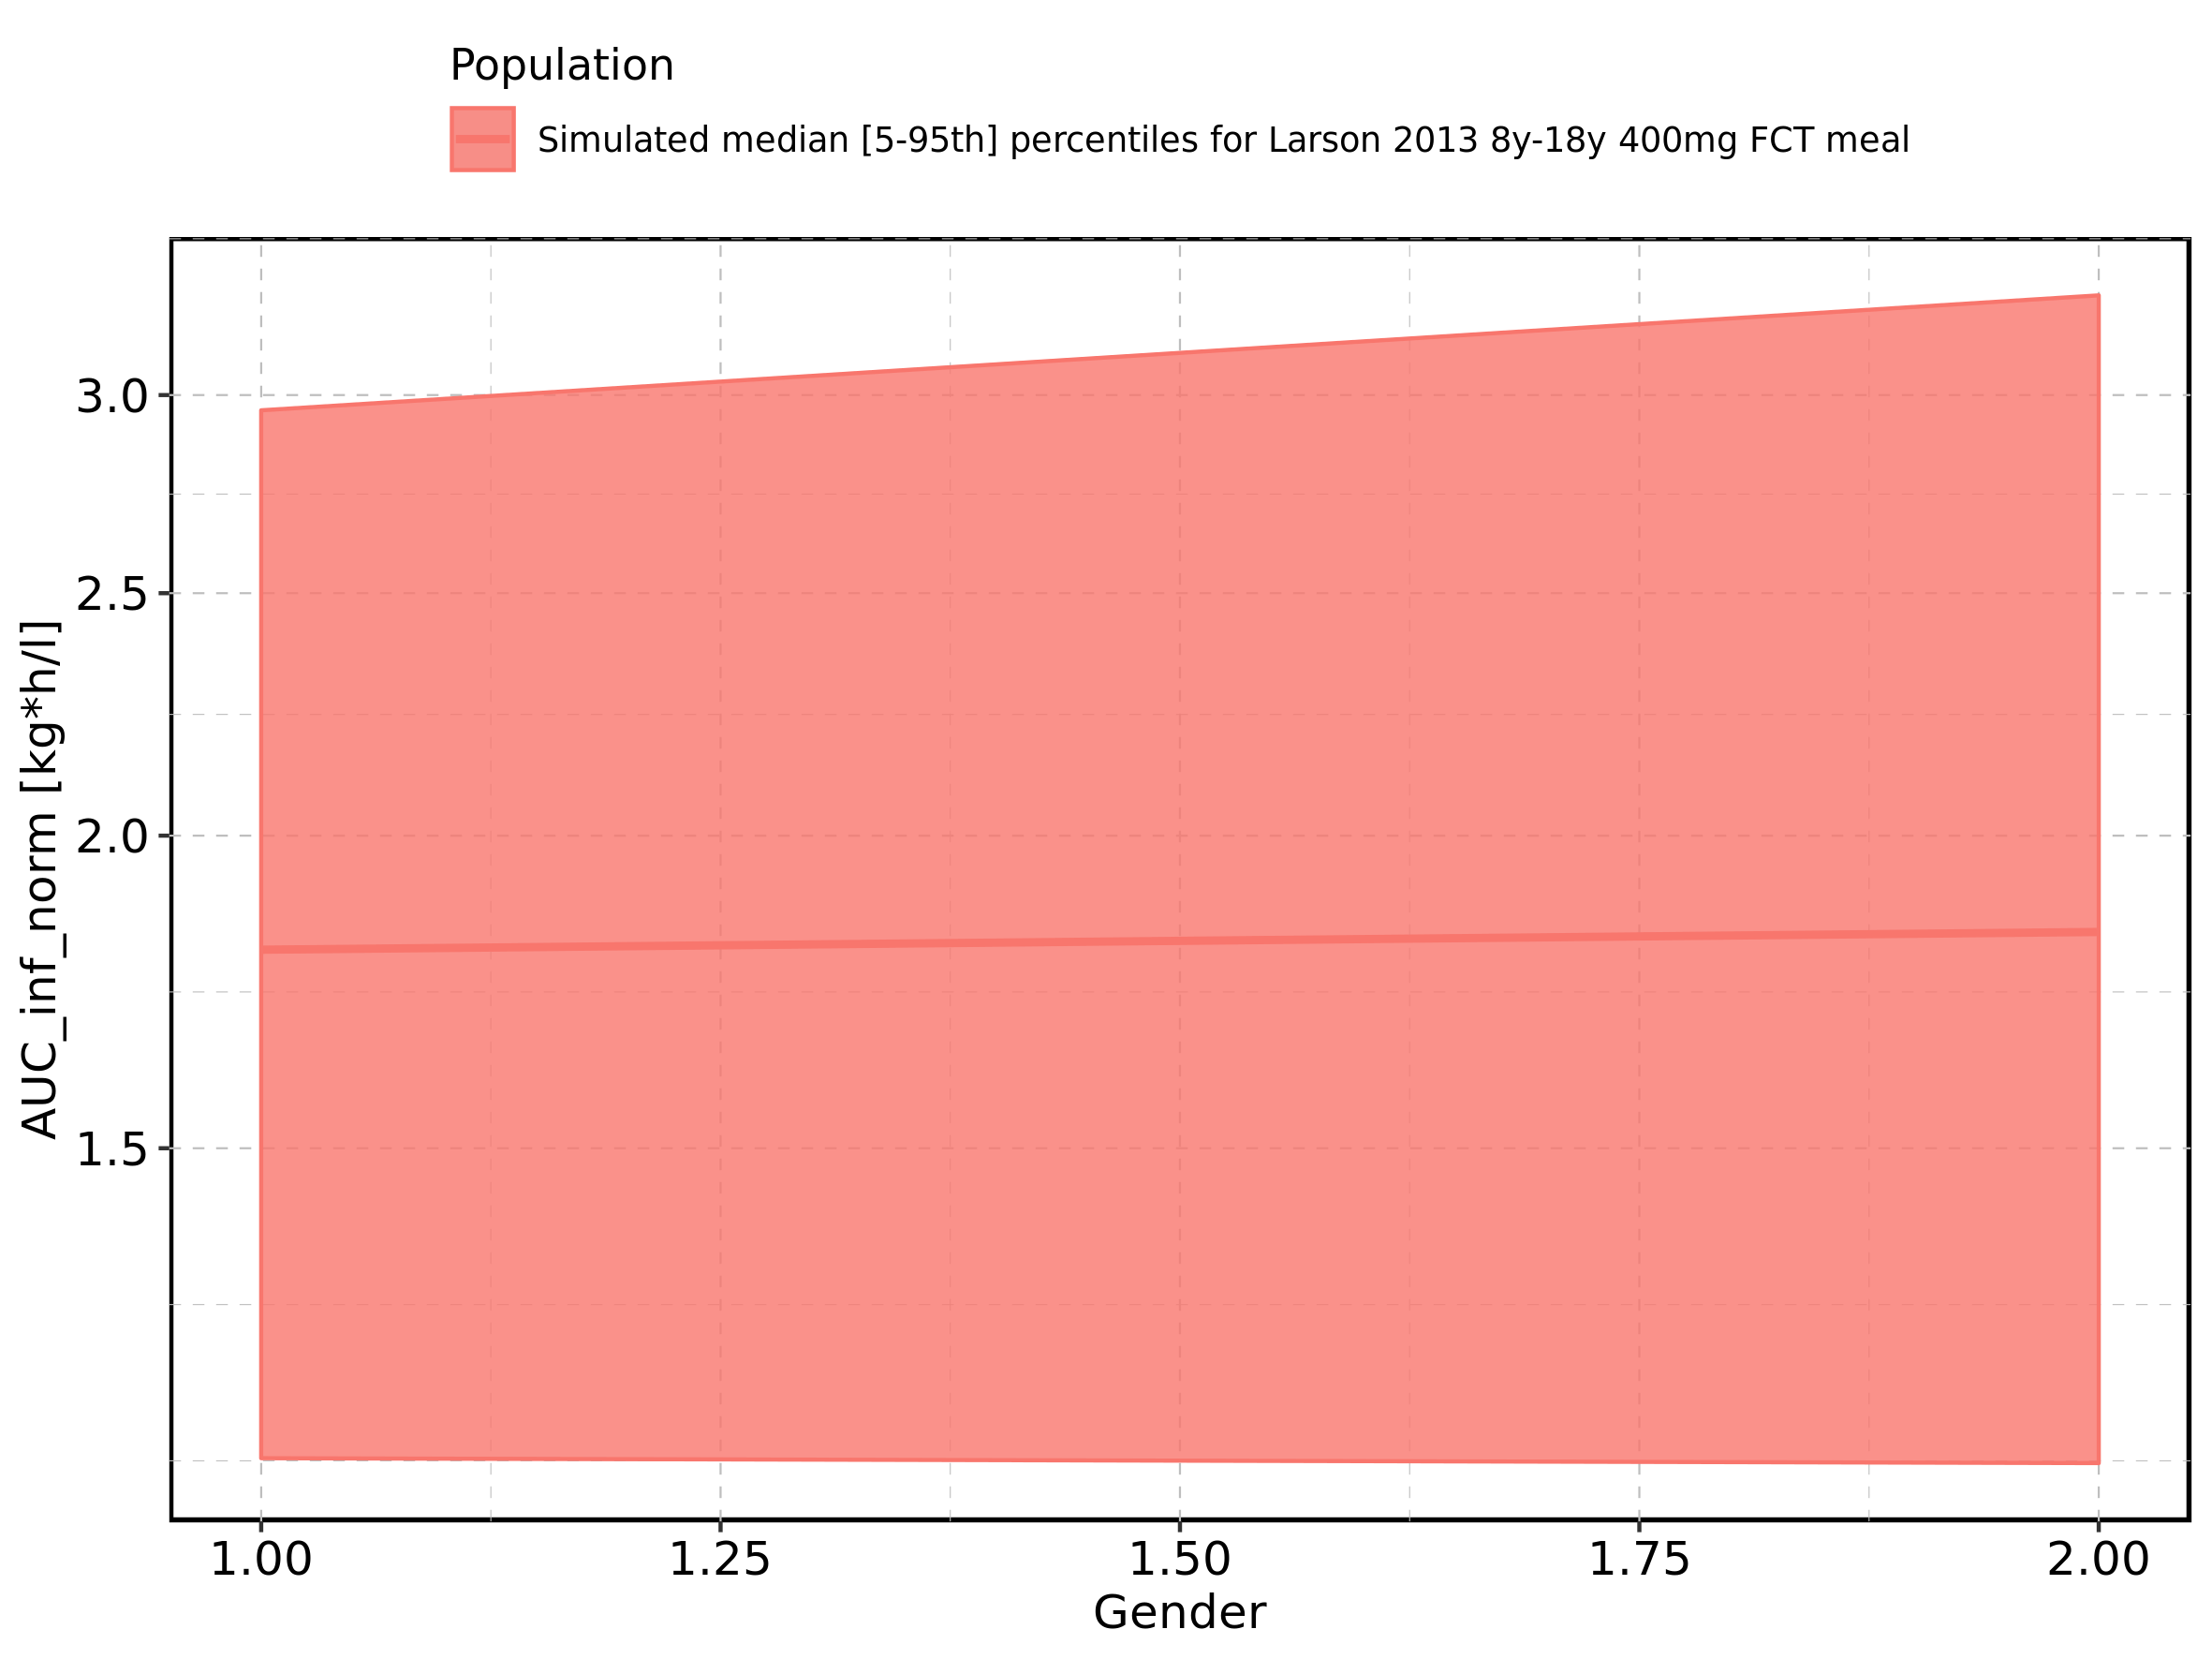 Population
Simulated median [5-95th] percentiles for Larson 2013 8y-18y 400mg FCT meal
AUC_inf_norm [kg*h/l]
3.0
2.5
2.0
1.5
1.00 1.25 1.50 1.75 2.00
Gender